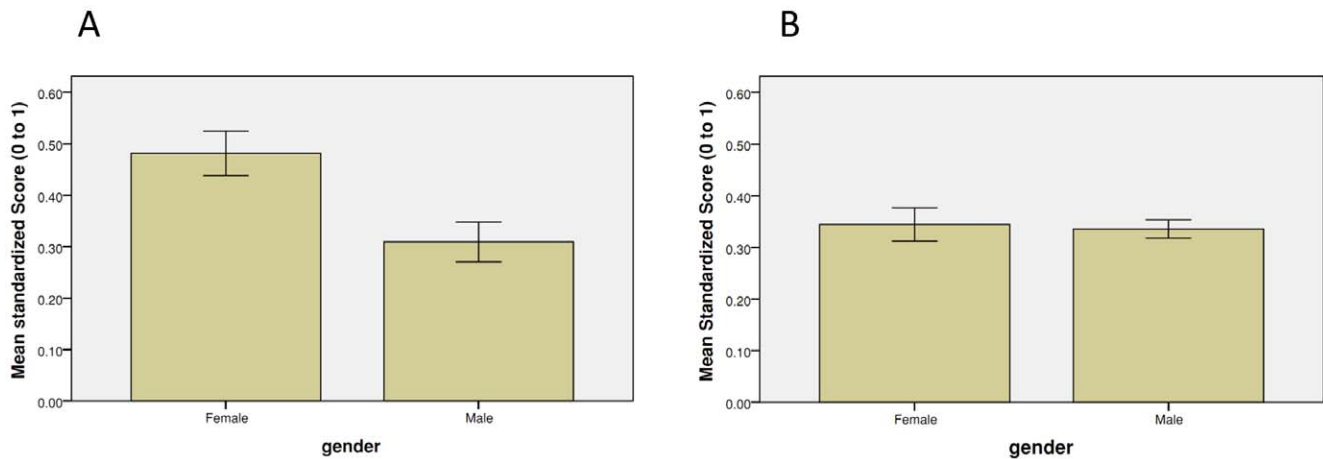 A
Mean standardized Score (0 to 1)
0.60
0.50
0.40
0.30
0.20
0.10
0.00
Female
Male
gender
B
Mean Standardized Score (0 to 1)
0.60
0.50
0.40
0.30
0.20
0.10
0.00
Female
Male
gender